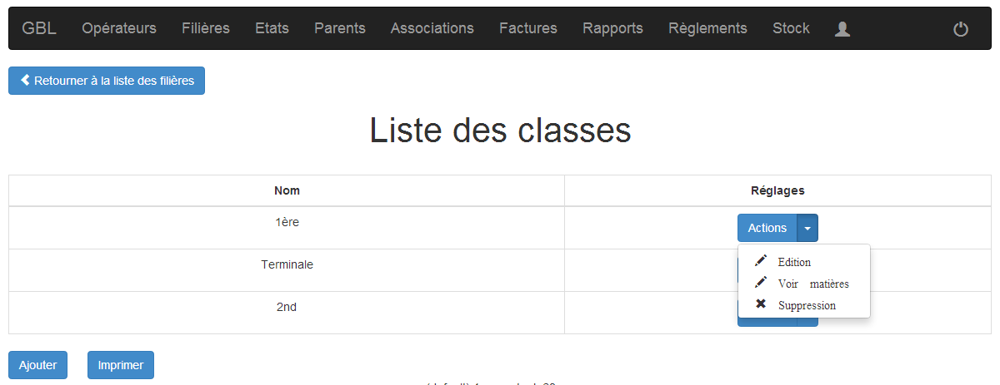 GBL Opérateurs Filières Etats Parents Associations Factures Rapports Règlements Stock
Retourner à la liste des filières
Liste des classes
Nom Réglages
1ère Actions
Edition
Terminale
Voir matières
2nd
Suppression
Ajouter Imprimer